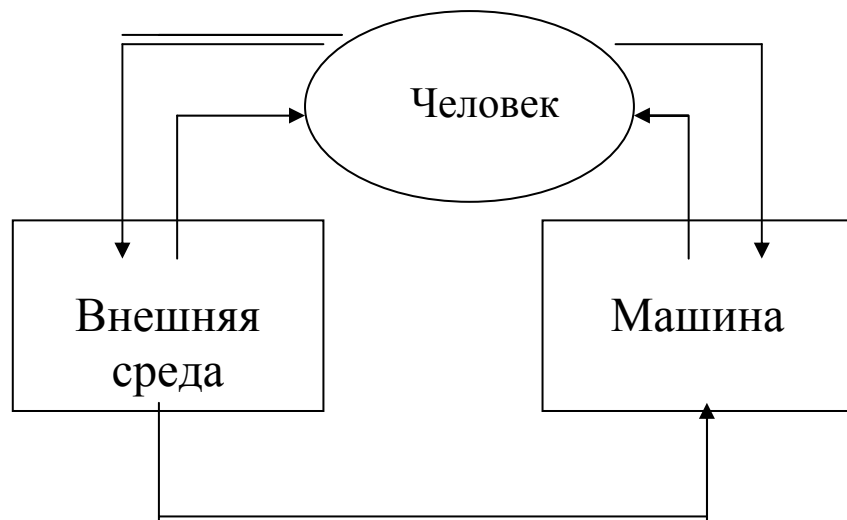 Человек
Внешняя
среда
Машина